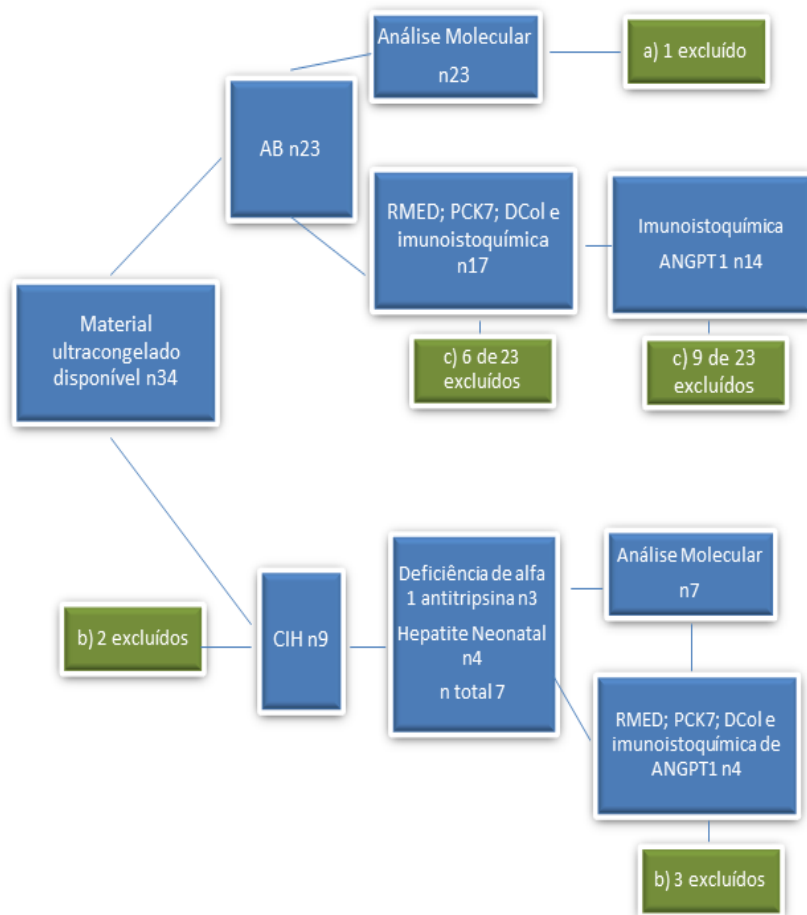 Análise Molecular
n23
a) 1 excluído
AB n23
RMED; PCK7; DCol e
imunoistoquímica
n17
Imunoistoquímica
ANGPT 1 n14
c) 6 de 23
excluídos
c) 9 de 23
excluídos
Material
ultracongelado
disponível n34
b) 2 excluídos
CIH n9
Deficiência de alfa
1 antitripsina n3
Hepatite Neonatal
n4
n total 7
Análise Molecular
n7
RMED; PCK7; DCol e
imunoistoquímica de
ANGPT1 n4
b) 3 excluídos